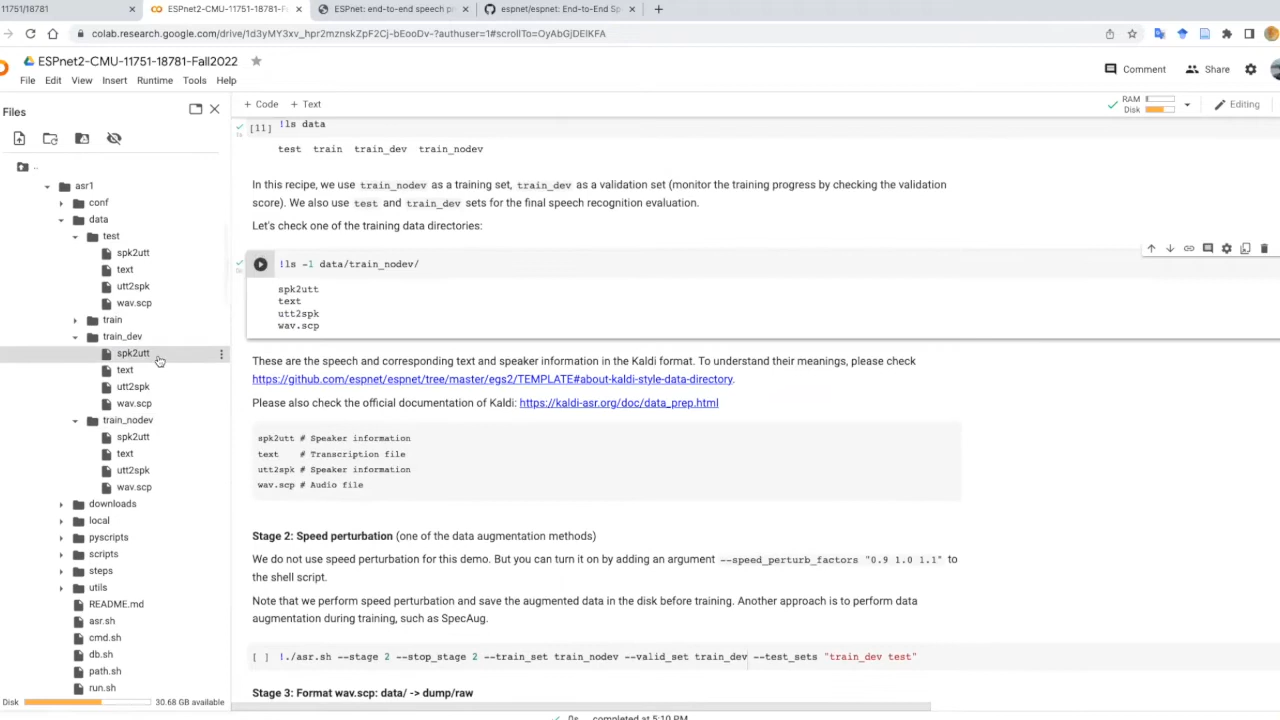 11751/18781
ESPnet2-CMU-11751-18781-F
ESPnet: end-to-end speech p
espnet/espnet: End-to-End Sp
colab.research.google.com/drive/1d3yMY3xv_hpr2mznskZpF2Cj-bEooDv-?authuser=1#scrollTo=OyAbGjDElKFA
ESPnet2-CMU-11751-18781-Fall2022
File Edit View Insert Runtime Tools Help
Comment
Share
Files
+ Code + Text
RAM
Disk
Editing
[11] !ls data
test train train_dev train_nodev
In this recipe, we use train_nodev as a training set, train_dev as a validation set (monitor the training progress by checking the validation
score). We also use test and train_dev sets for the final speech recognition evaluation.
Let's check one of the training data directories:
!ls -1 data/train_nodev/
spk2utt
text
utt2spk
wav.scp
These are the speech and corresponding text and speaker information in the Kaldi format. To understand their meanings, please check
https://github.com/espnet/espnet/tree/master/egs2/TEMPLATE#about-kaldi-style-data-directory.
Please also check the official documentation of Kaldi: https://kaldi-asr.org/doc/data_prep.html
spk2utt # Speaker information
text # Transcription file
utt2spk # Speaker information
wav.scp # Audio file
Stage 2: Speed perturbation (one of the data augmentation methods)
We do not use speed perturbation for this demo. But you can turn it on by adding an argument --speed_perturb_factors "0.9 1.0 1.1" to
the shell script.
Note that we perform speed perturbation and save the augmented data in the disk before training. Another approach is to perform data
augmentation during training, such as SpecAug.
[ ] !./asr.sh --stage 2 --stop_stage 2 --train_set train_nodev --valid_set train_dev --test_sets "train_dev test"
Stage 3: Format wav.scp: data/ -> dump/raw
..
asr1
conf
data
test
spk2utt
text
utt2spk
wav.scp
train
train_dev
spk2utt
text
utt2spk
wav.scp
train_nodev
spk2utt
text
utt2spk
wav.scp
downloads
local
pyscripts
scripts
steps
utils
README.md
asr.sh
cmd.sh
db.sh
path.sh
run.sh
Disk 30.68 GB available
0s completed at 5:10 PM